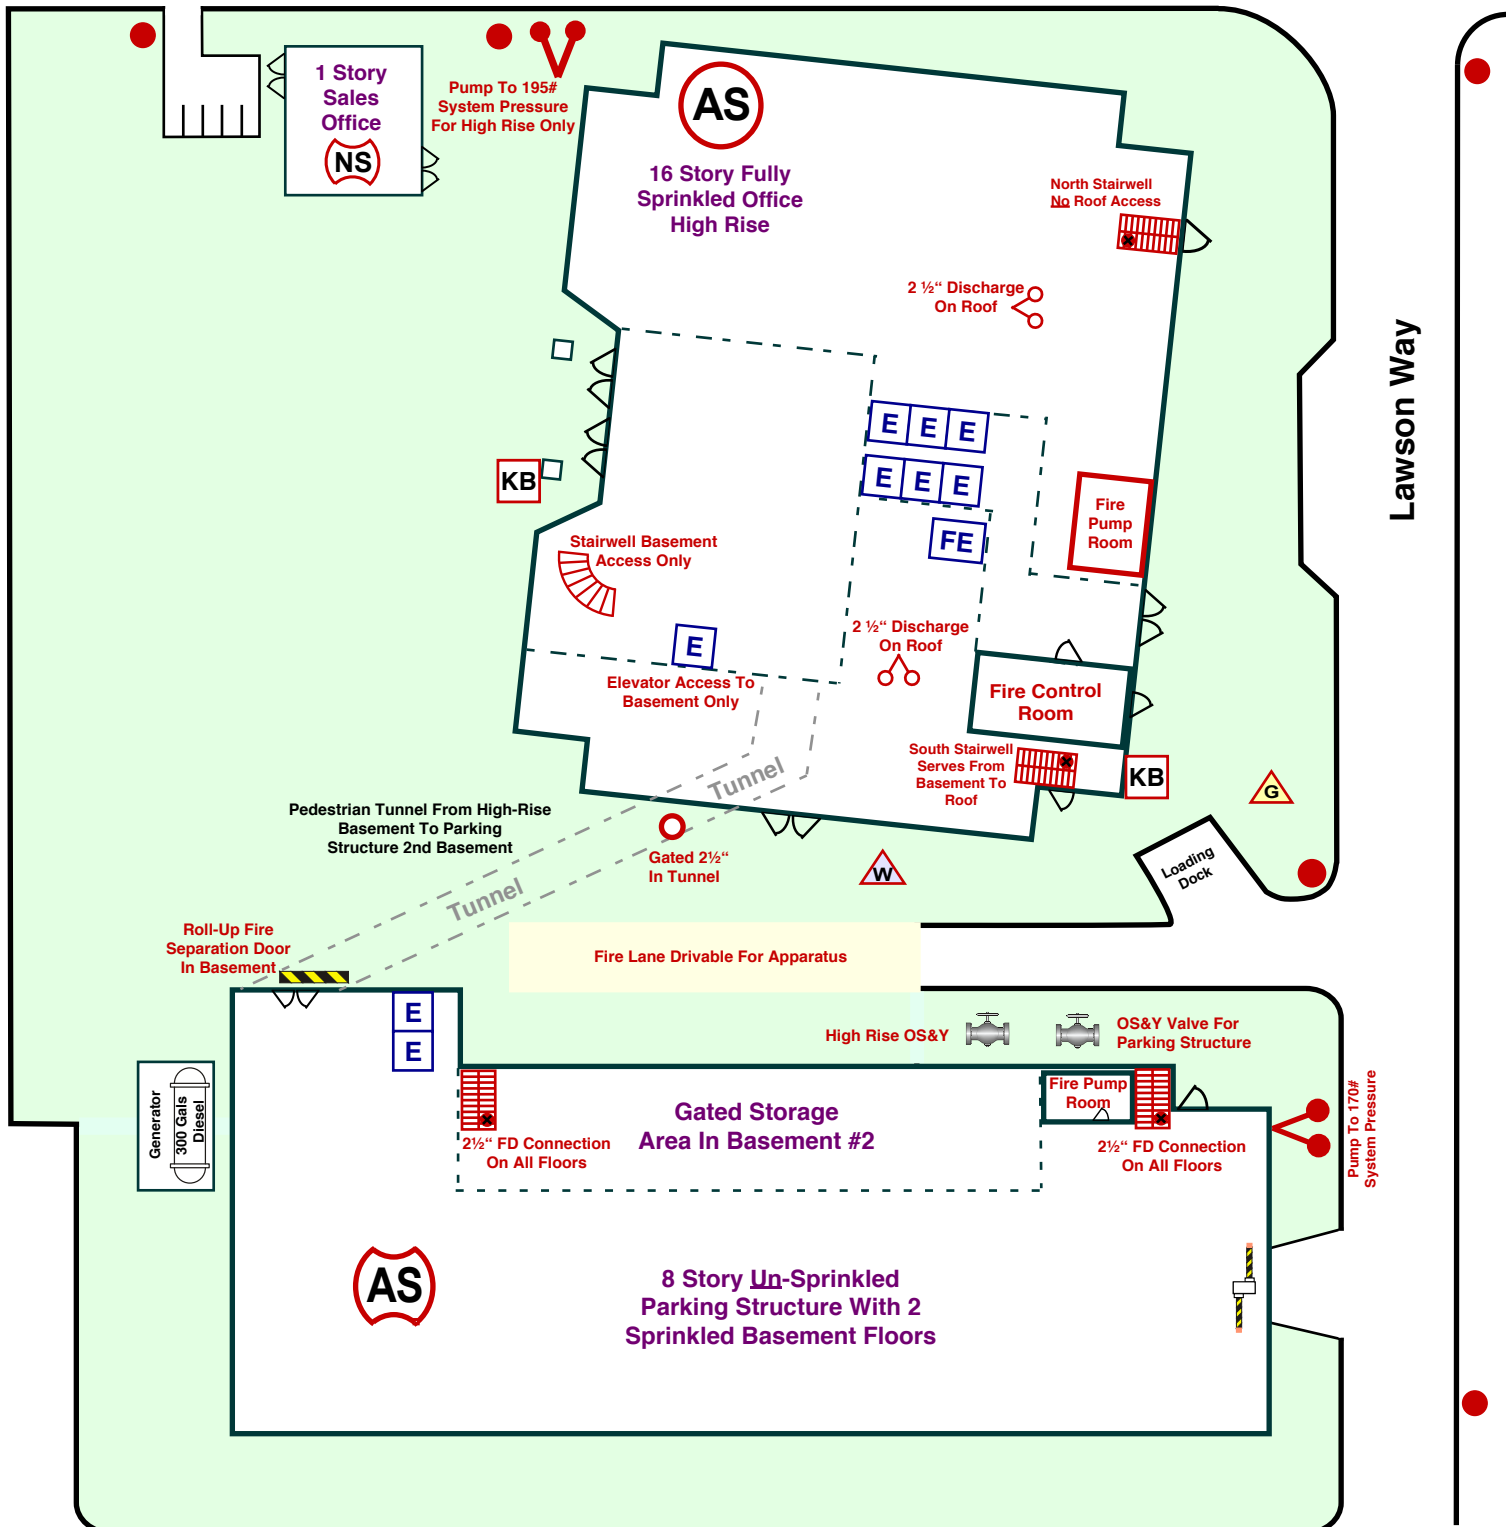 1 Story
Sales
Office
NS
Pump To 195#
System Pressure
For High Rise Only
AS
16 Story Fully
Sprinkled Office
High Rise
North Stairwell
No Roof Access
2 ½“ Discharge
On Roof
Lawson Way
E E E
E E E
FE
KB
Fire
Pump
Room
Stairwell Basement
Access Only
E
Elevator Access To
Basement Only
2 ½“ Discharge
On Roof
Fire Control
Room
South Stairwell
Serves From
Basement To
Roof
KB
G
Tunnel
Pedestrian Tunnel From High-Rise
Basement To Parking
Structure 2nd Basement
Gated 2½“
In Tunnel
W
Loading
Dock
Tunnel
Roll-Up Fire
Separation Door
In Basement
Fire Lane Drivable For Apparatus
E
E
High Rise OS&Y
OS&Y Valve For
Parking Structure
Generator
300 Gals
Diesel
Gated Storage
Area In Basement #2
Fire Pump
Room
2½“ FD Connection
On All Floors
2½“ FD Connection
On All Floors
Pump To 170#
System Pressure
AS
8 Story Un-Sprinkled
Parking Structure With 2
Sprinkled Basement Floors